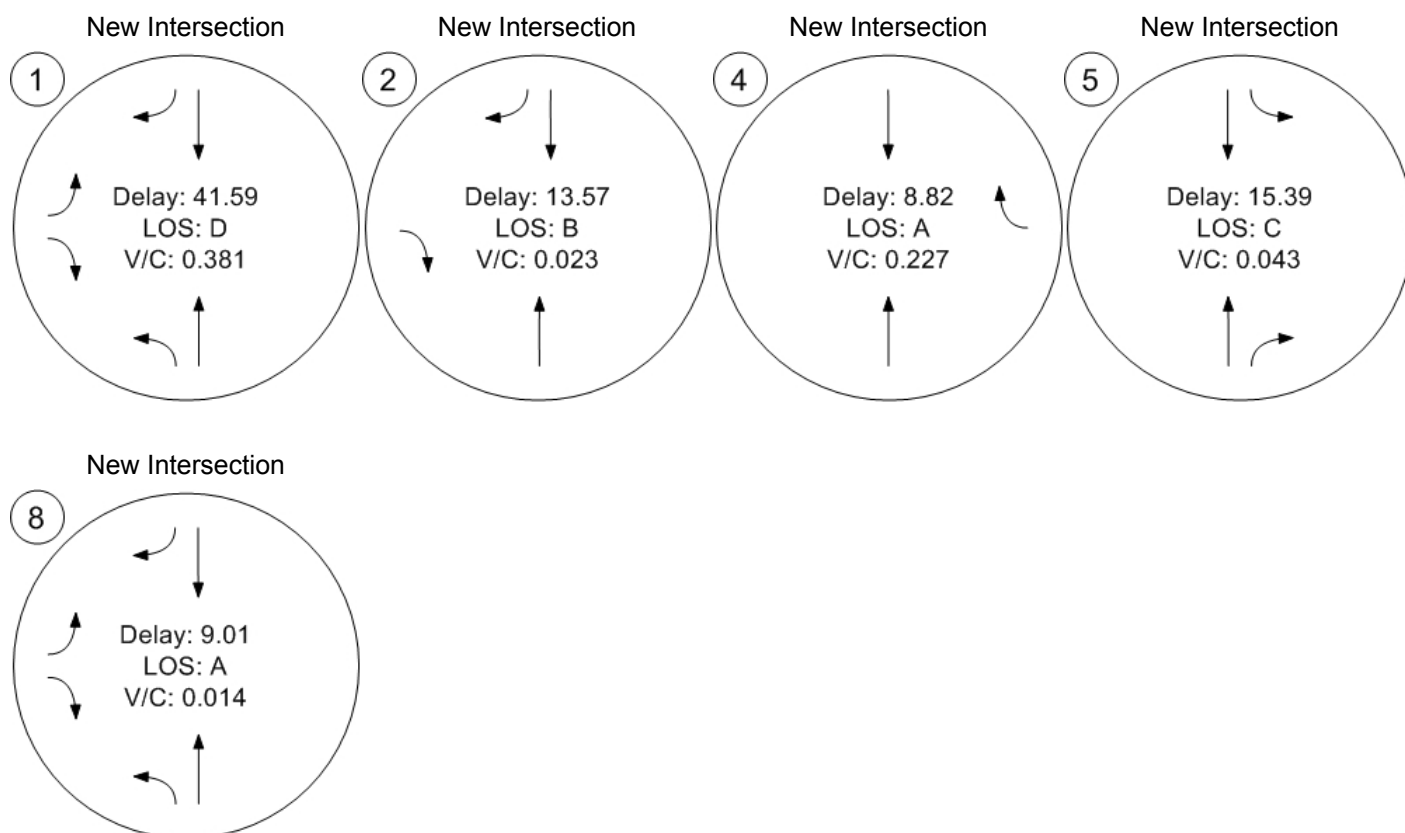 New Intersection
1
Delay: 41.59
LOS: D
V/C: 0.381
New Intersection
2
Delay: 13.57
LOS: B
V/C: 0.023
New Intersection
4
Delay: 8.82
LOS: A
V/C: 0.227
New Intersection
5
Delay: 15.39
LOS: C
V/C: 0.043
New Intersection
8
Delay: 9.01
LOS: A
V/C: 0.014